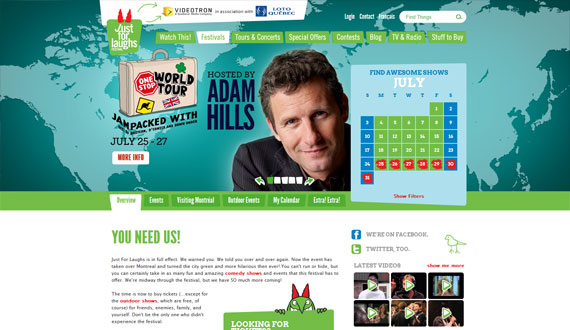 VIDEOTRON
in association with
LOTO
QUÉBEC
Login Contact Français
Find Things
Just
for
laughs
Watch This!
Festivals
Tours & Concerts
Special Offers
Contests
Blog
TV & Radio
Stuff to Buy
ONE
STOP
WORLD
TOUR
JAMPACKED WITH
JULY 25 - 27
MORE INFO
HOSTED BY
ADAM
HILLS
FIND AWESOME SHOWS
JULY
S M T W T F S
1 2
3 4 5 6 7 8 9
10 11 12 13 14 15 16
17 18 19 20 21 22 23
24 25 26 27 28 29 30
31
Show Filters
Overview
Events
Visiting Montréal
Outdoor Events
My Calendar
Extra! Extra!
YOU NEED US!
Just For Laughs is in full effect. We warned you. We told you over and over again. Now the event has
taken over Montreal and turned the city green and more hilarious then ever! You can't run or hide, but
you can certainly take in as many fun and amazing comedy shows and events that this festival has to
offer. We're midway through the festival, but we have SO much more coming!
The time is now to buy tickets (.. except for
the outdoor shows, which are free, of
course) for friends, enemies, family, and
yourself. Don't be the only one who didn't
experience the festival.
LOOKING FOR
WE'RE ON FACEBOOK.
TWITTER, TOO.
LATEST VIDEOS
show me more